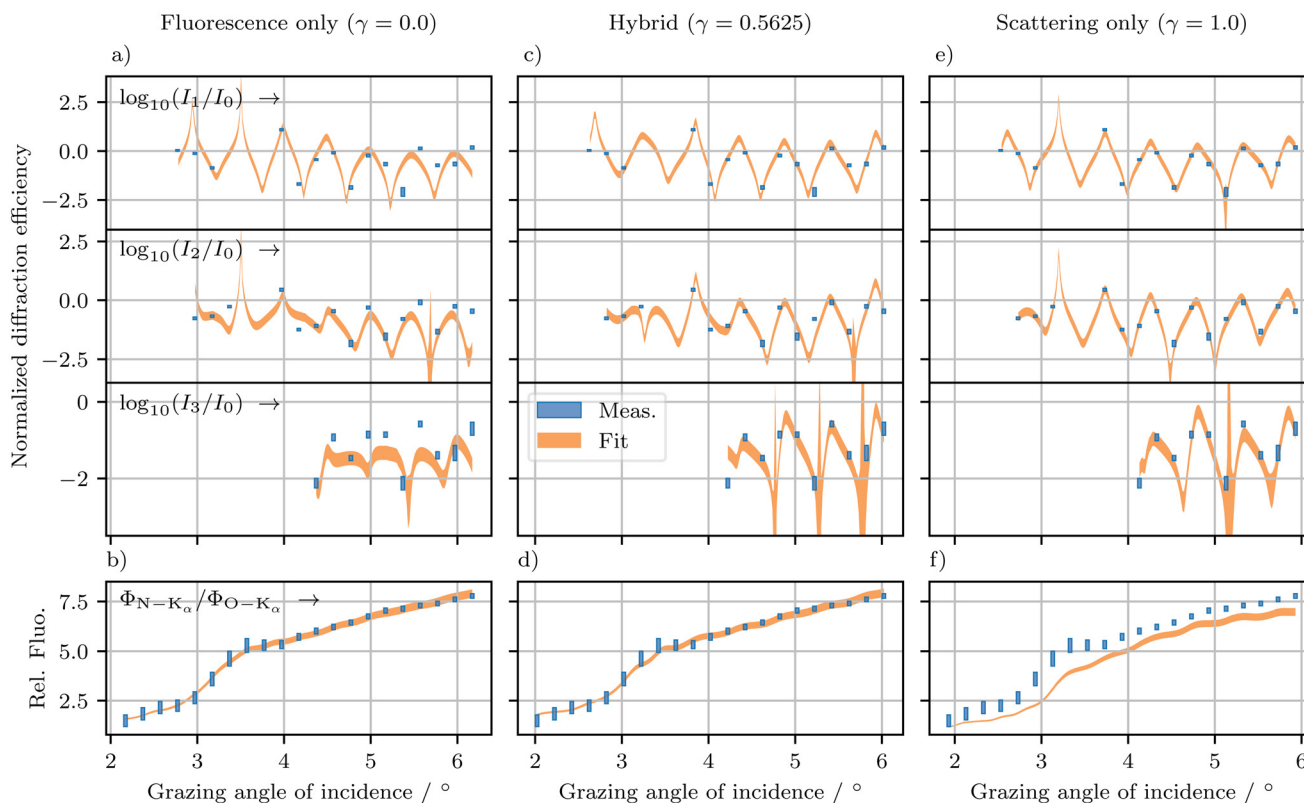 Fluorescence only (γ = 0.0)
Hybrid (γ = 0.5625)
Scattering only (γ = 1.0)
a)
c)
e)
Normalized diffraction efficiency
log₁₀(I₁/I₀) →
2.5
0.0
−2.5
log₁₀(I₂/I₀) →
2.5
0.0
−2.5
log₁₀(I₃/I₀) →
0
−2
Meas.
Fit
b)
d)
f)
Rel. Fluo.
Φ_N−Kα/Φ_O−Kα →
7.5
5.0
2.5
2 3 4 5 6
2 3 4 5 6
2 3 4 5 6
Grazing angle of incidence / °
Grazing angle of incidence / °
Grazing angle of incidence / °